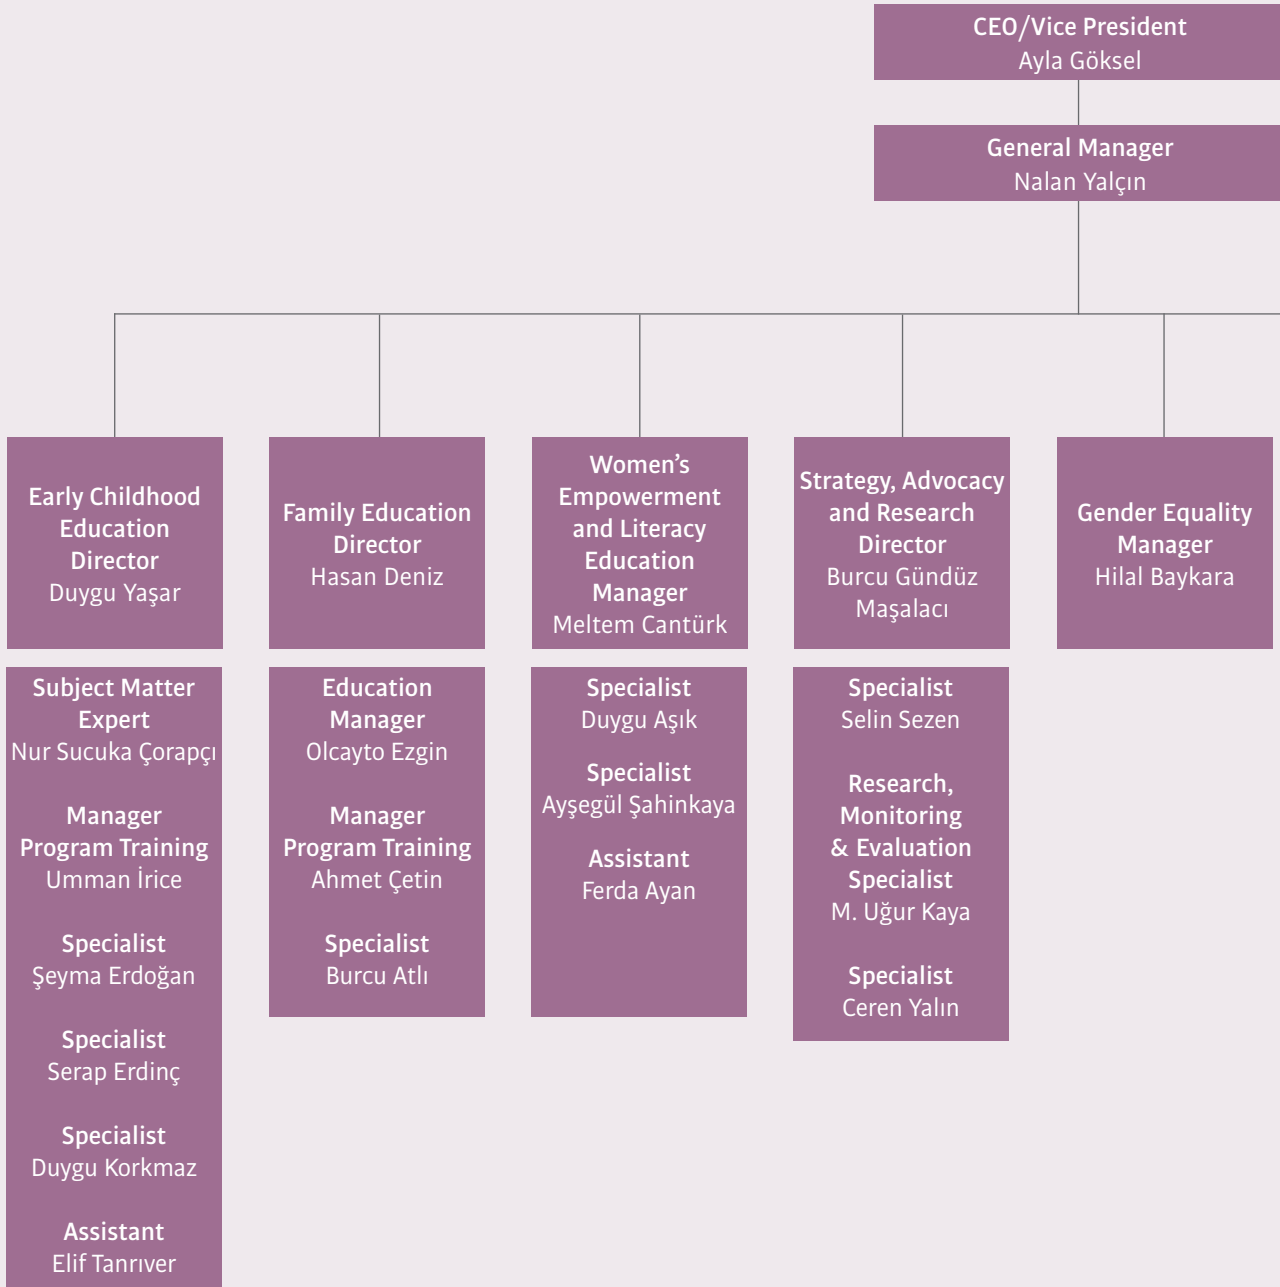 CEO/Vice President
Ayla Göksel
General Manager
Nalan Yalçın
Early Childhood
Education
Director
Duygu Yaşar
Family Education
Director
Hasan Deniz
Women’s
Empowerment
and Literacy
Education
Manager
Meltem Cantürk
Strategy, Advocacy
and Research
Director
Burcu Gündüz
Maşalacı
Gender Equality
Manager
Hilal Baykara
Subject Matter
Expert
Nur Sucuka Çorapçı
Manager
Program Training
Umman İrice
Specialist
Şeyma Erdoğan
Specialist
Serap Erdinç
Specialist
Duygu Korkmaz
Assistant
Elif Tanrıver
Education
Manager
Olcayto Ezgin
Manager
Program Training
Ahmet Çetin
Specialist
Burcu Atlı
Specialist
Duygu Aşık
Specialist
Ayşegül Şahinkaya
Assistant
Ferda Ayan
Specialist
Selin Sezen
Research,
Monitoring
& Evaluation
Specialist
M. Uğur Kaya
Specialist
Ceren Yalın